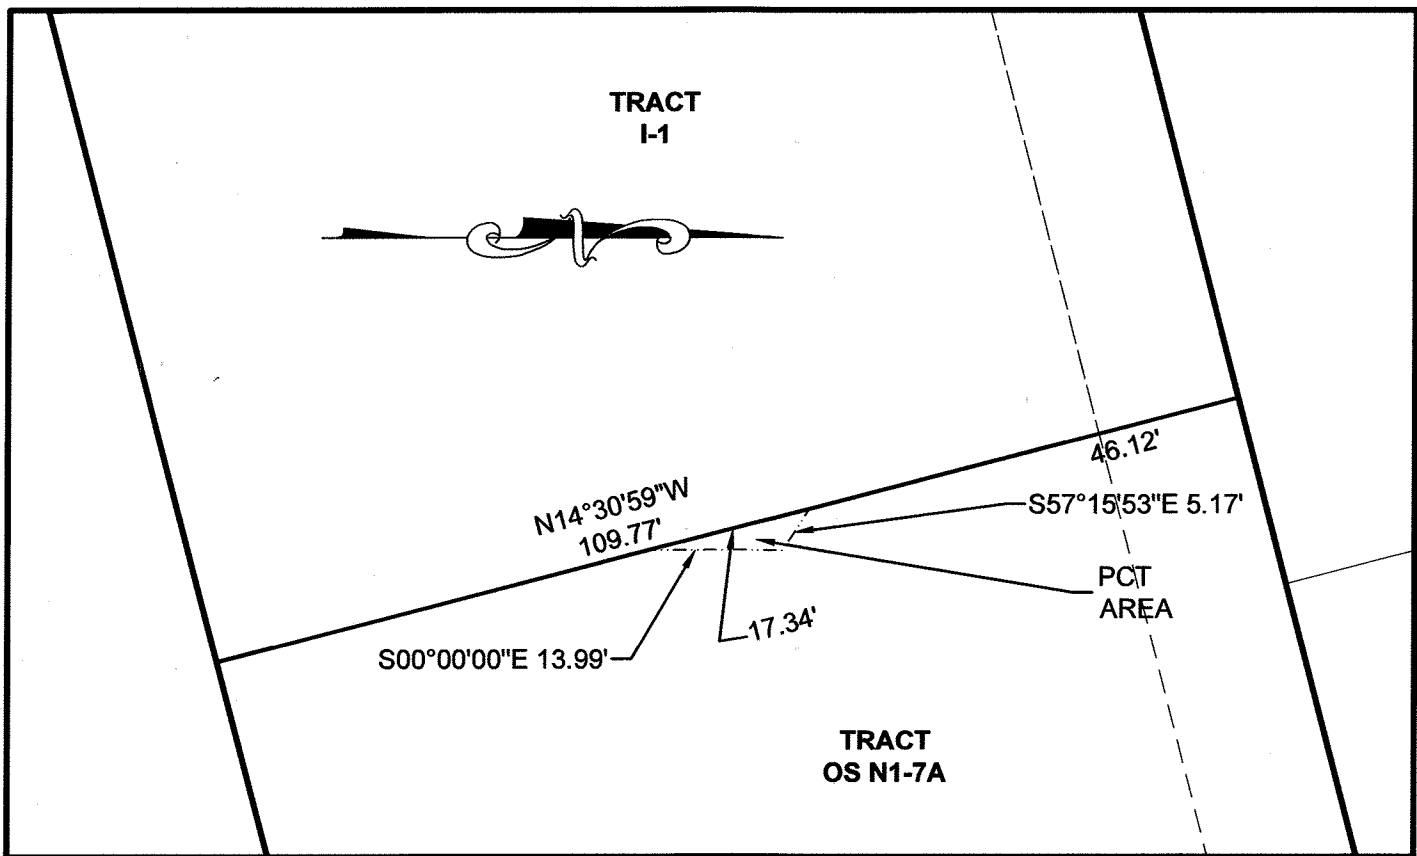 TRACT
I-1
46.12'
N14°30'59"W
109.77'
S57°15'53"E 5.17'
PCT
AREA
17.34'
S00°00'00"E 13.99'
TRACT
OS N1-7A